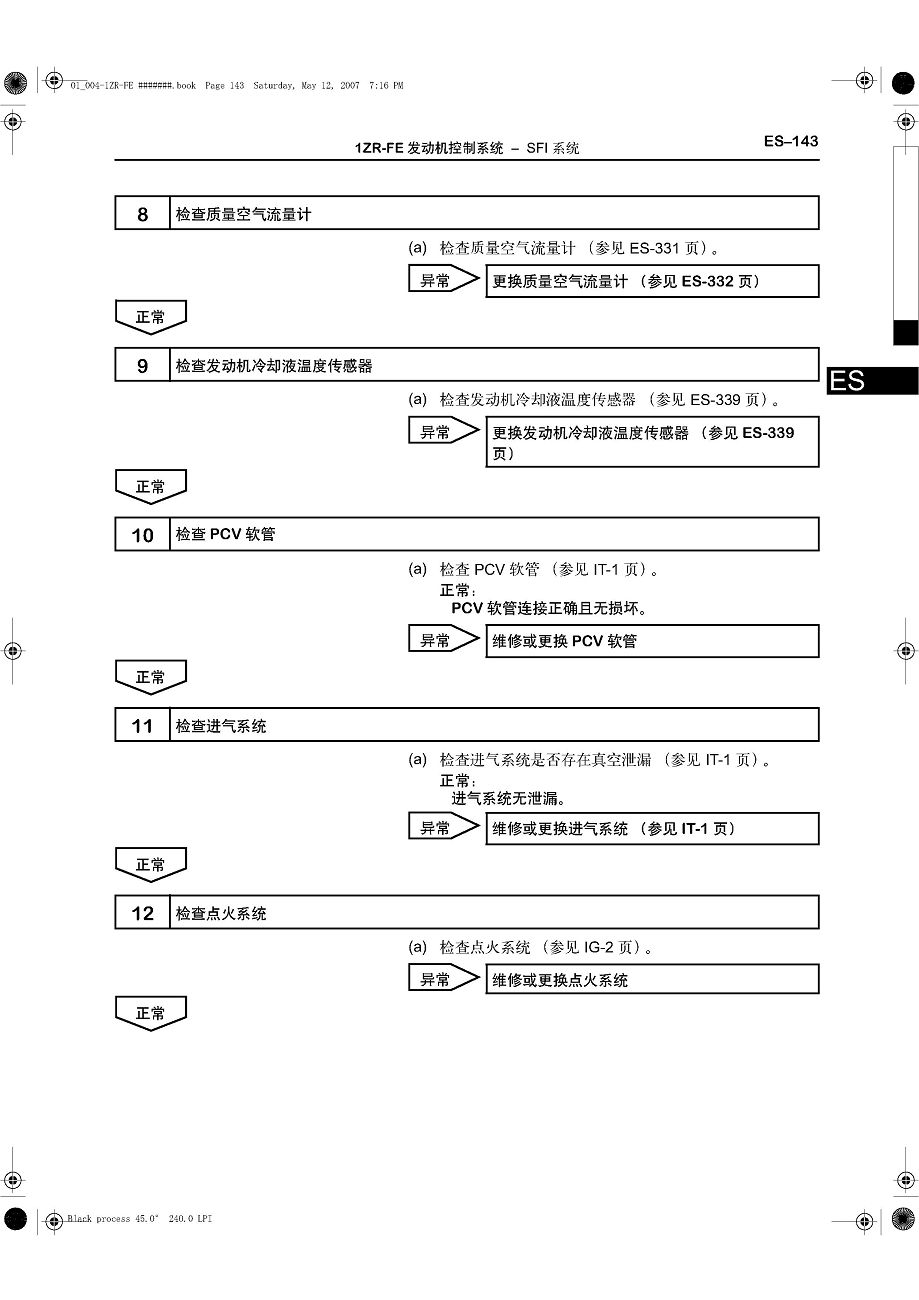 01_004-1ZR-FE #######.book Page 143 Saturday, May 12, 2007 7:16 PM
1ZR-FE 发动机控制系统 – SFI 系统
ES–143
8 检查质量空气流量计
(a) 检查质量空气流量计 （参见 ES-331 页）。
异常 更换质量空气流量计 （参见 ES-332 页）
正常
9 检查发动机冷却液温度传感器
ES
(a) 检查发动机冷却液温度传感器 （参见 ES-339 页）。
异常 更换发动机冷却液温度传感器 （参见 ES-339
页）
正常
10 检查 PCV 软管
(a) 检查 PCV 软管 （参见 IT-1 页）。
正常：
PCV 软管连接正确且无损坏。
异常 维修或更换 PCV 软管
正常
11 检查进气系统
(a) 检查进气系统是否存在真空泄漏 （参见 IT-1 页）。
正常：
进气系统无泄漏。
异常 维修或更换进气系统 （参见 IT-1 页）
正常
12 检查点火系统
(a) 检查点火系统 （参见 IG-2 页）。
异常 维修或更换点火系统
正常
Black process 45.0° 240.0 LPI